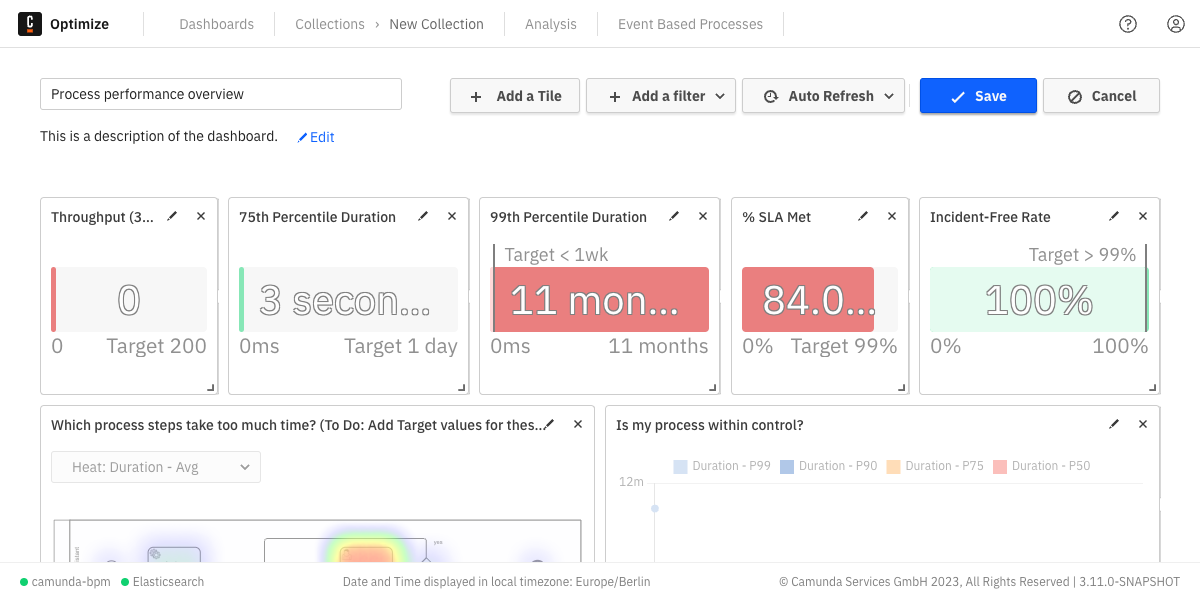 C Optimize Dashboards Collections › New Collection Analysis Event Based Processes
Process performance overview
+ Add a Tile + Add a filter Auto Refresh Save Cancel
This is a description of the dashboard. Edit
Throughput (3...
0
0 Target 200
75th Percentile Duration
3 secon...
0ms Target 1 day
99th Percentile Duration
Target < 1wk
11 mon...
0ms 11 months
% SLA Met
84.0...
0% Target 99%
Incident-Free Rate
Target > 99%
100%
0% 100%
Which process steps take too much time? (To Do: Add Target values for thes...
Heat: Duration - Avg
yes
Is my process within control?
Duration - P99 Duration - P90 Duration - P75 Duration - P50
12m
camunda-bpm Elasticsearch Date and Time displayed in local timezone: Europe/Berlin © Camunda Services GmbH 2023, All Rights Reserved | 3.11.0-SNAPSHOT